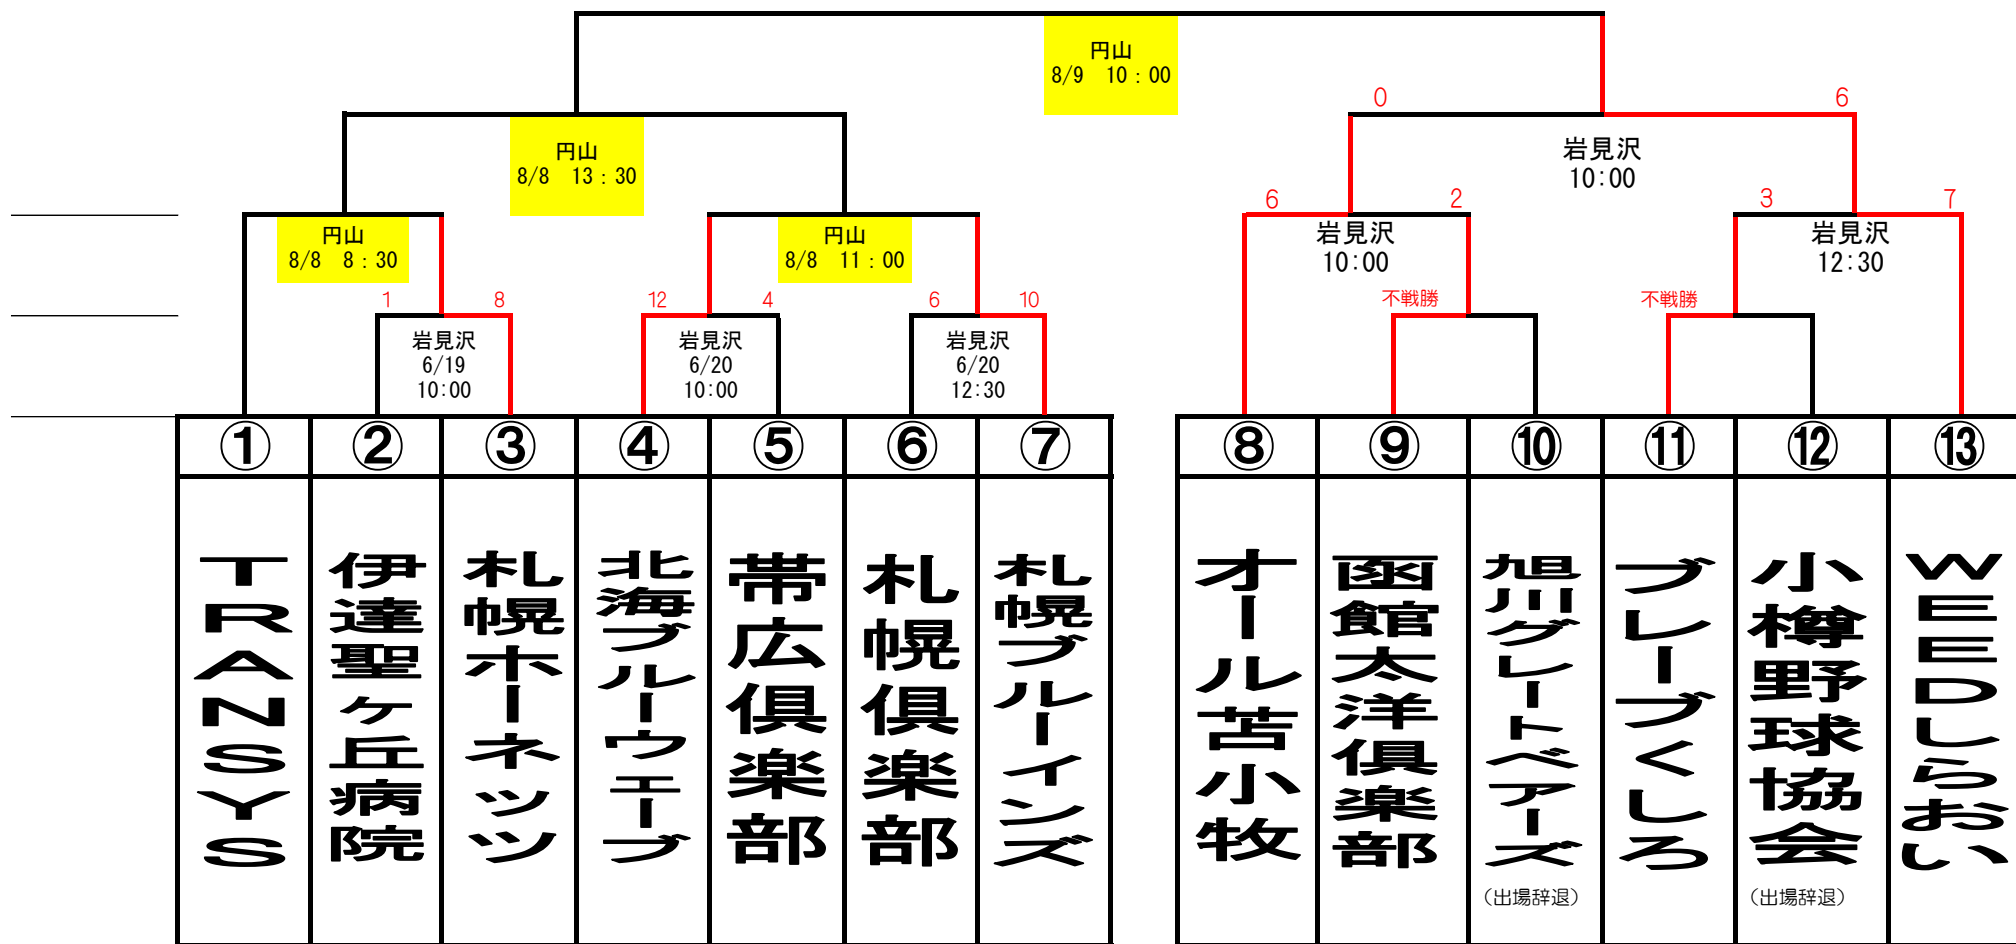 円山
8/9 10：00
0
6
円山
8/8 13：30
岩見沢
10:00
6
2
3
7
円山
8/8 8：30
円山
8/8 11：00
岩見沢
10:00
岩見沢
12:30
1
8
12
4
6
10
不戦勝
不戦勝
岩見沢
6/19
10:00
岩見沢
6/20
10:00
岩見沢
6/20
12:30
① ② ③ ④ ⑤ ⑥ ⑦ ⑧ ⑨ ⑩ ⑪ ⑫ ⑬
TRANSYS
伊達聖ヶ丘病院
札幌ホーネッツ
北海ブルーウエーブ
帯広倶楽部
札幌倶楽部
札幌ブルーインズ
オール苫小牧
函館太洋倶楽部
旭川グレートベアーズ
（出場辞退）
ブレーブくしろ
小樽野球協会
（出場辞退）
WEEDしらおい